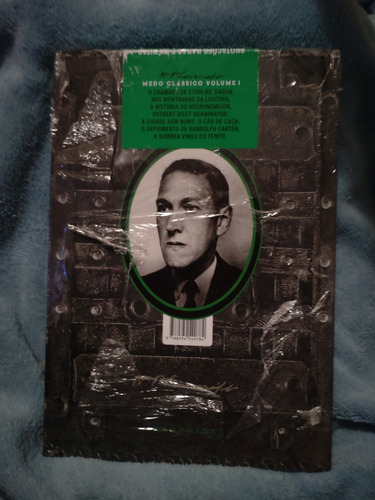 MEDO CLÁSSICO VOLUME I
O CHAMADO DE CTHULHU, DAGON,
NAS MONTANHAS DA LOUCURA,
A HISTÓRIA DO NECRONOMICON,
HERBERT WEST: REANIMATOR,
A CIDADE SEM NOME, O CÃO DE CAÇA,
O DEPOIMENTO DE RANDOLPH CARTER,
A SOMBRA VINDA DO TEMPO